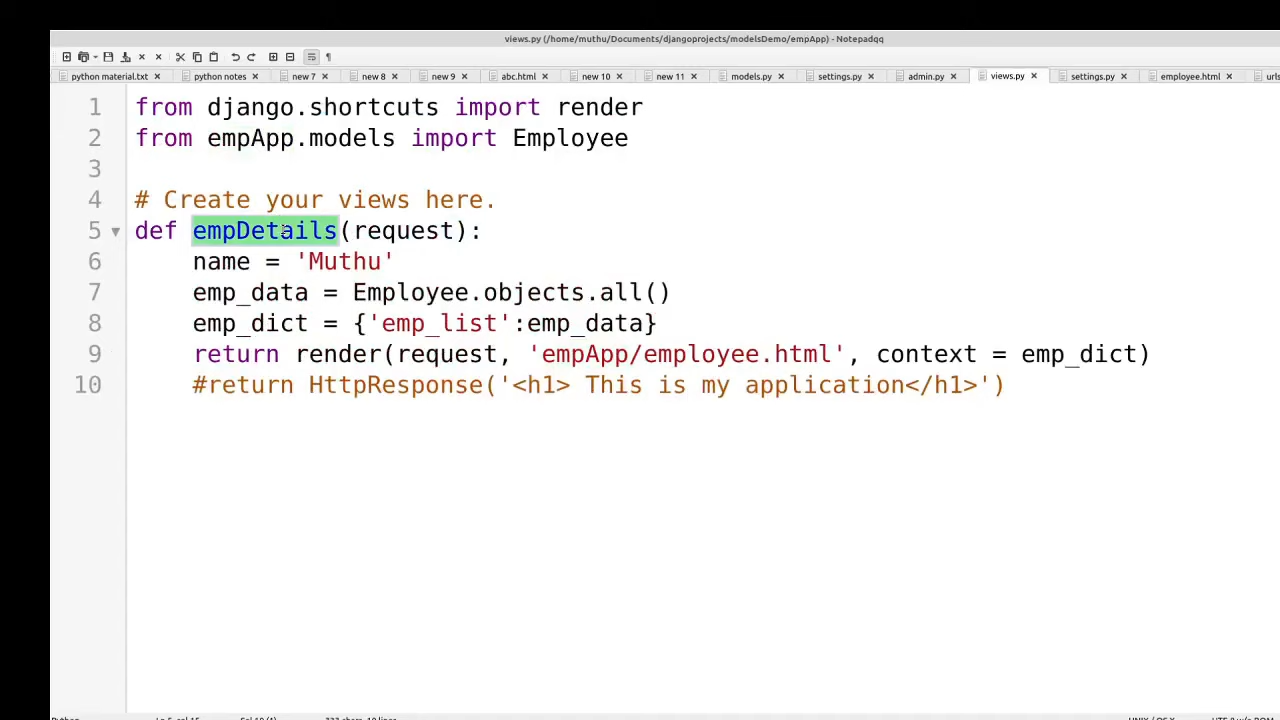 views.py (/home/muthu/Documents/djangoprojects/modelsDemo/empApp) - Notepadqq
python material.txt python notes new 7 new 8 new 9 abc.html new 10 new 11 models.py settings.py admin.py views.py settings.py employee.html urls
1 from django.shortcuts import render
2 from empApp.models import Employee
3
4 # Create your views here.
5 def empDetails(request):
6 name = 'Muthu'
7 emp_data = Employee.objects.all()
8 emp_dict = {'emp_list':emp_data}
9 return render(request, 'empApp/employee.html', context = emp_dict)
10 #return HttpResponse('<h1> This is my application</h1>')